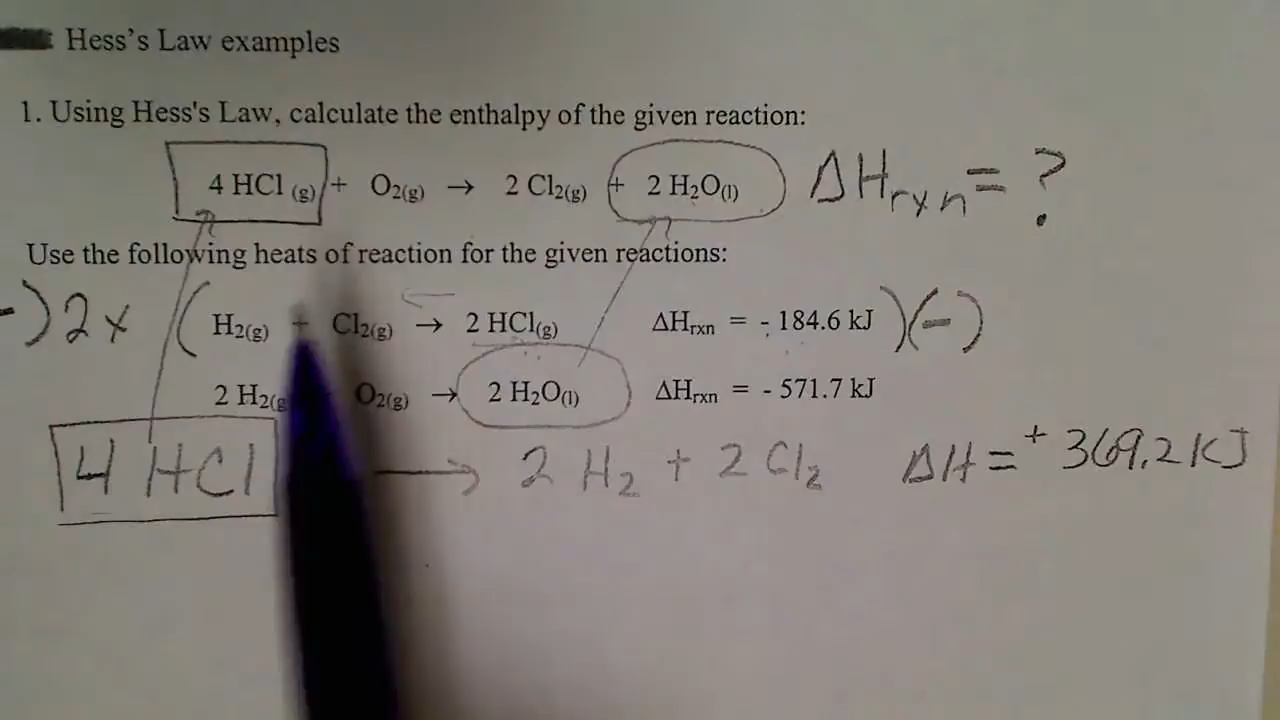 Hess's Law examples
1. Using Hess's Law, calculate the enthalpy of the given reaction:
4 HCl (g) + O₂(g) → 2 Cl₂(g) + 2 H₂O(l) ΔHrxn = ?
Use the following heats of reaction for the given reactions:
-) 2 x ( H₂(g) + Cl₂(g) → 2 HCl(g) ΔHrxn = - 184.6 kJ )(-)
2 H₂(g O₂(g) → 2 H₂O(l) ΔHrxn = - 571.7 kJ
4 HCl → 2 H₂ + 2 Cl₂ ΔH = + 369.2 KJ